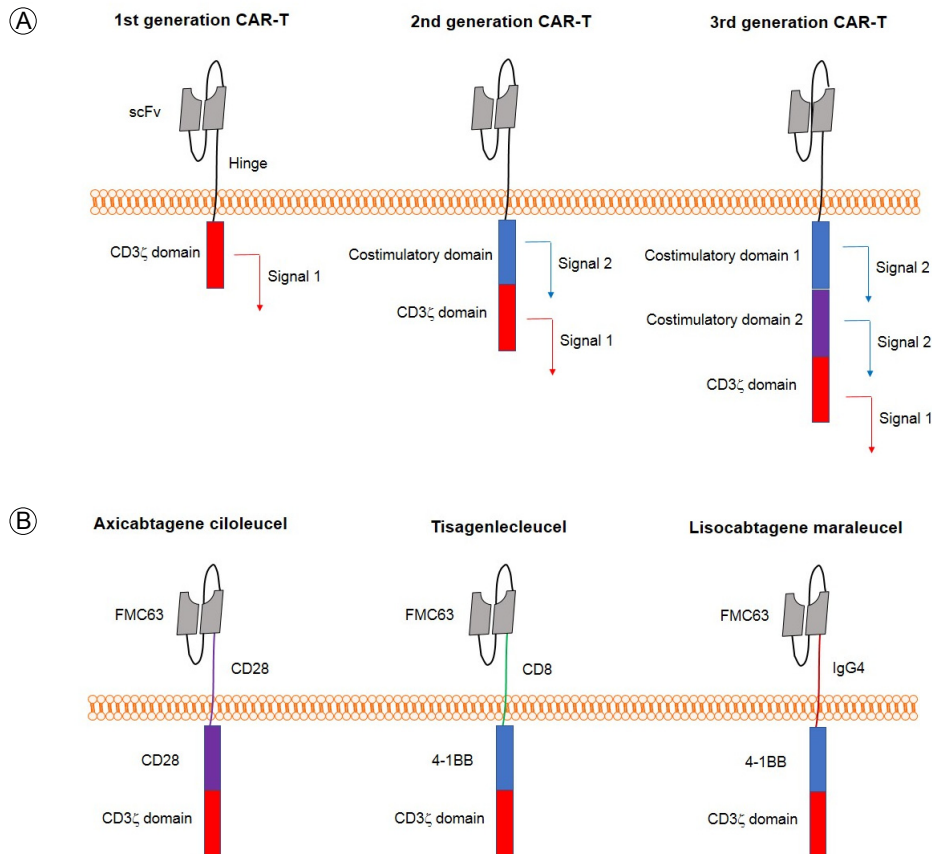 A
1st generation CAR-T
2nd generation CAR-T
3rd generation CAR-T
scFv
Hinge
CD3ζ domain
Signal 1
Costimulatory domain
Signal 2
CD3ζ domain
Signal 1
Costimulatory domain 1
Signal 2
Costimulatory domain 2
Signal 2
CD3ζ domain
Signal 1
B
Axicabtagene ciloleucel
Tisagenlecleucel
Lisocabtagene maraleucel
FMC63
CD28
CD28
CD3ζ domain
FMC63
CD8
4-1BB
CD3ζ domain
FMC63
IgG4
4-1BB
CD3ζ domain